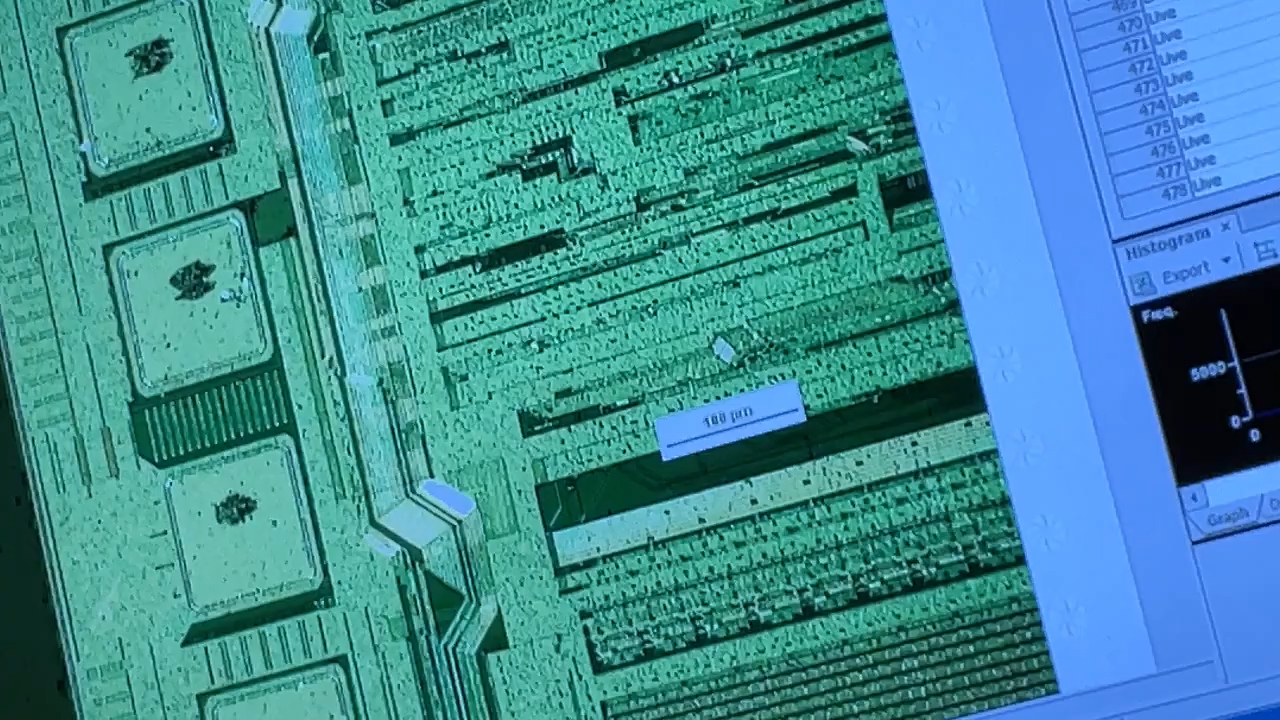 469
470 Live
471 Live
472 Live
473 Live
474 Live
475 Live
476 Live
477 Live
478 Live
Histogram ×
Export
Freq.
5000
0
0
100 µm
Graph